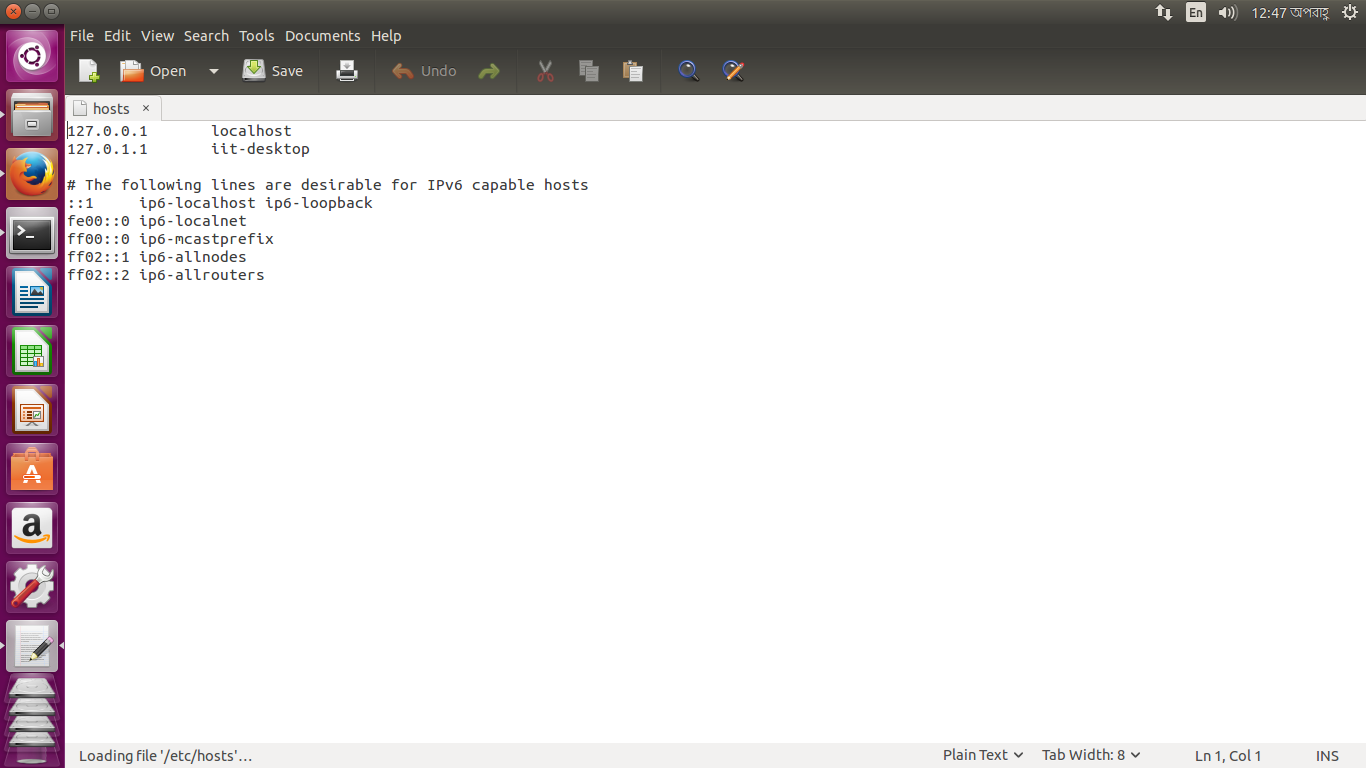 En 12:47 অপরাহ্ণ
File Edit View Search Tools Documents Help
Open Save Undo
hosts ×
127.0.0.1 localhost
127.0.1.1 iit-desktop
# The following lines are desirable for IPv6 capable hosts
::1 ip6-localhost ip6-loopback
fe00::0 ip6-localnet
ff00::0 ip6-mcastprefix
ff02::1 ip6-allnodes
ff02::2 ip6-allrouters
Loading file '/etc/hosts'… Plain Text Tab Width: 8 Ln 1, Col 1 INS